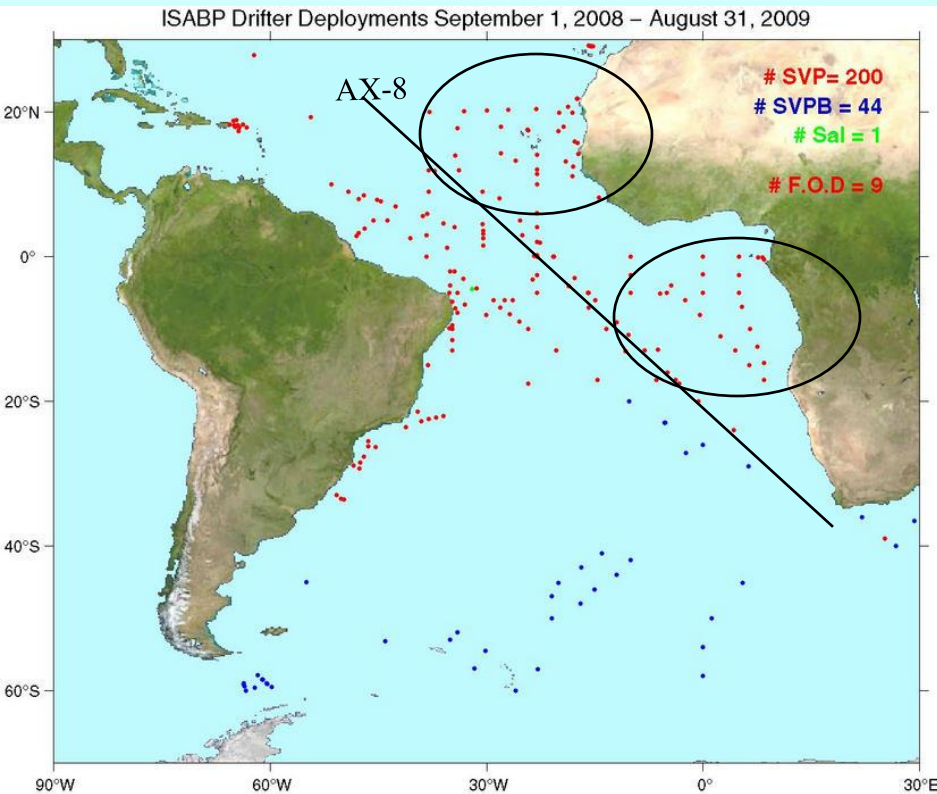 ISABP Drifter Deployments September 1, 2008 – August 31, 2009
AX-8
# SVP= 200
# SVPB = 44
# Sal = 1
# F.O.D = 9
20°N
0°
20°S
40°S
60°S
90°W 60°W 30°W 0° 30°E